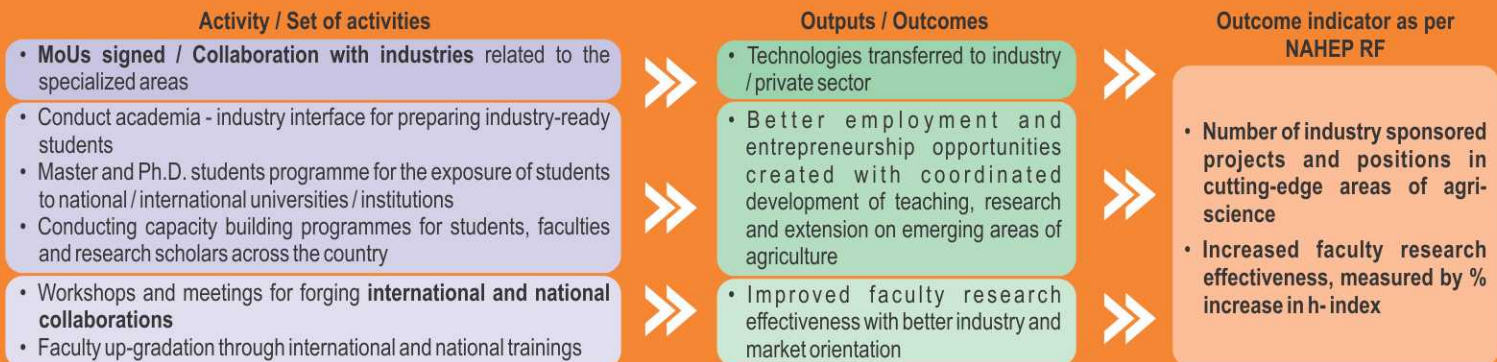 Activity / Set of activities
• MoUs signed / Collaboration with industries related to the
specialized areas
• Conduct academia - industry interface for preparing industry-ready
students
• Master and Ph.D. students programme for the exposure of students
to national / international universities / institutions
• Conducting capacity building programmes for students, faculties
and research scholars across the country
• Workshops and meetings for forging international and national
collaborations
• Faculty up-gradation through international and national trainings
Outputs / Outcomes
• Technologies transferred to industry
/ private sector
• Better employment and
entrepreneurship opportunities
created with coordinated
development of teaching, research
and extension on emerging areas of
agriculture
• Improved faculty research
effectiveness with better industry and
market orientation
Outcome indicator as per
NAHEP RF
• Number of industry sponsored
projects and positions in
cutting-edge areas of agri-
science
• Increased faculty research
effectiveness, measured by %
increase in h- index